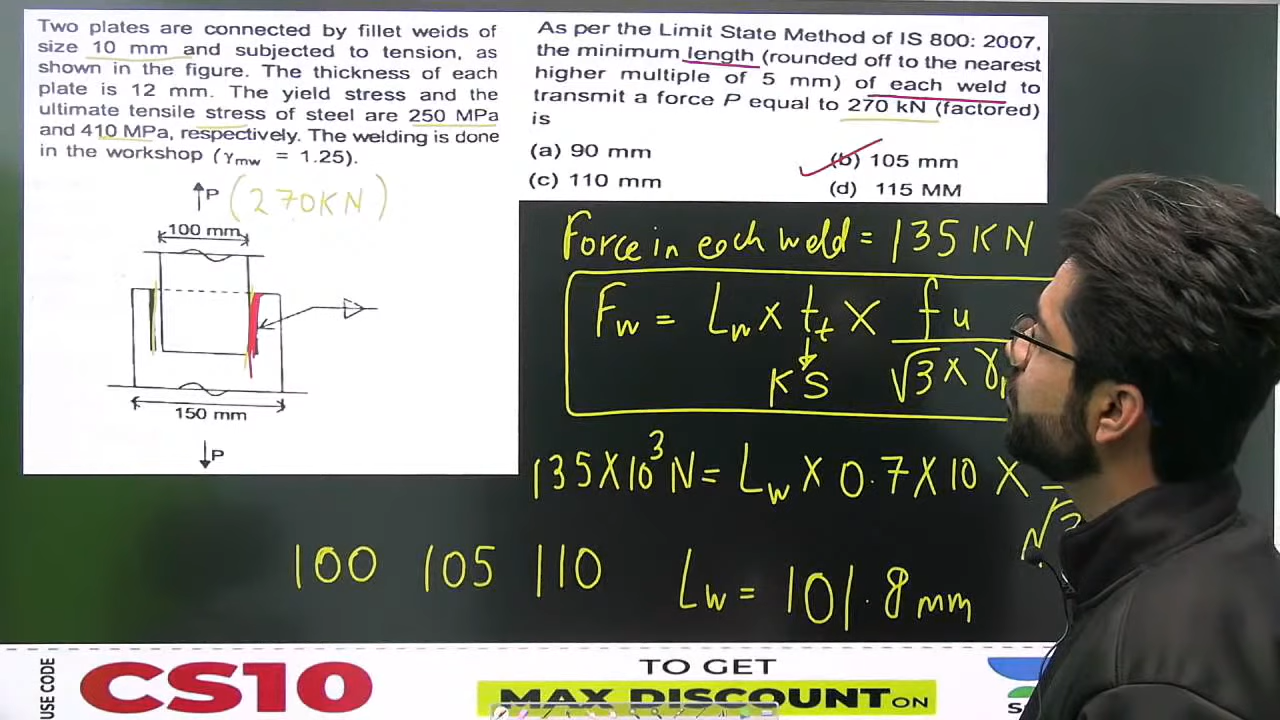 Two plates are connected by fillet welds of
size 10 mm and subjected to tension, as
shown in the figure. The thickness of each
plate is 12 mm. The yield stress and the
ultimate tensile stress of steel are 250 MPa
and 410 MPa, respectively. The welding is done
in the workshop (γmw = 1.25).
P (270KN)
100 mm
150 mm
P
As per the Limit State Method of IS 800: 2007,
the minimum length (rounded off to the nearest
higher multiple of 5 mm) of each weld to
transmit a force P equal to 270 kN (factored)
is
(a) 90 mm
(b) 105 mm
(c) 110 mm
(d) 115 MM
Force in each weld = 135 KN
Fw = Lw × tt × fu
√3 × γ
KS
135×10³ N = Lw × 0.7×10 ×
√3
100 105 110
Lw = 101.8 mm
USE CODE
CS10
TO GET
MAX DISCOUNT ON